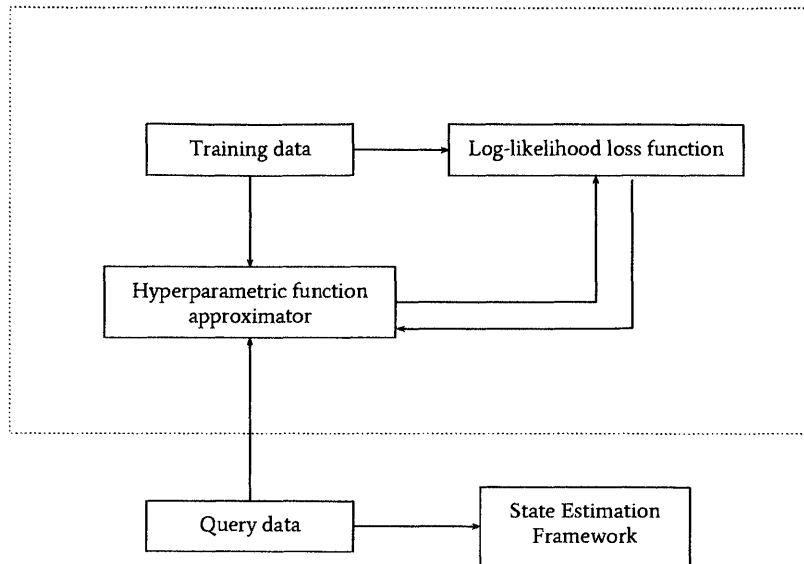 Training data
Log-likelihood loss function
Hyperparametric function
approximator
Query data
State Estimation
Framework